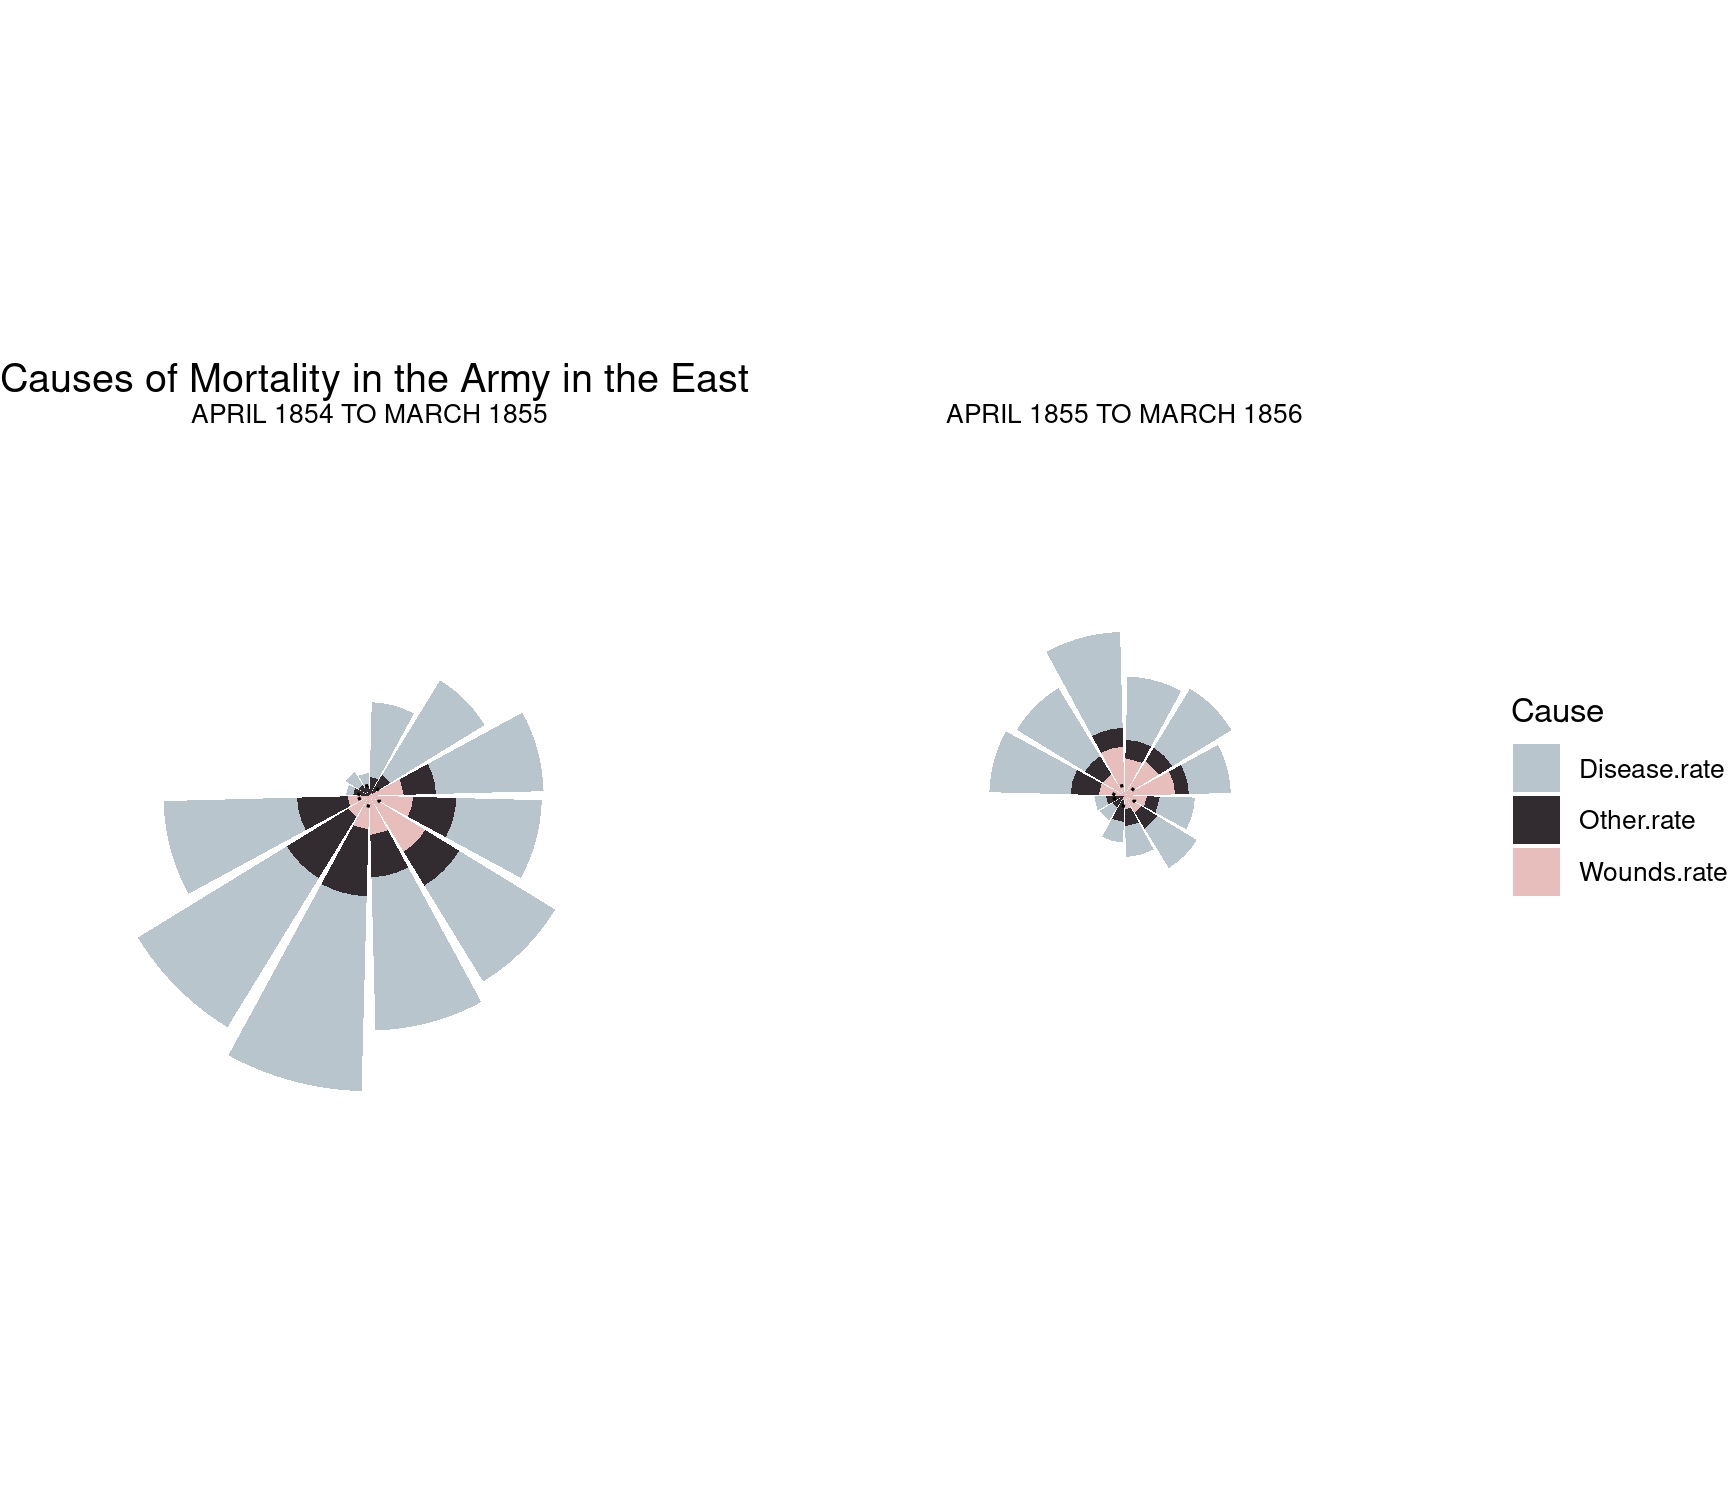 Causes of Mortality in the Army in the East
APRIL 1854 TO MARCH 1855
APRIL 1855 TO MARCH 1856
Cause
Disease.rate
Other.rate
Wounds.rate